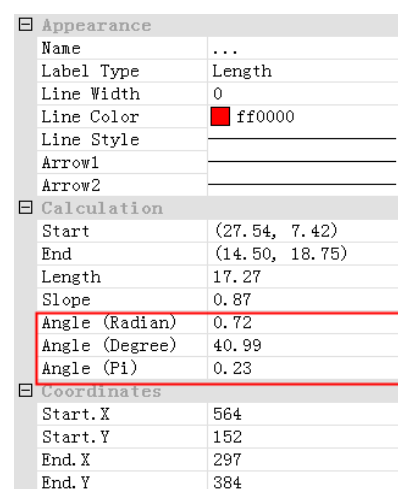 Appearance
Name ...
Label Type Length
Line Width 0
Line Color ff0000
Line Style
Arrow1
Arrow2
Calculation
Start (27.54, 7.42)
End (14.50, 18.75)
Length 17.27
Slope 0.87
Angle (Radian) 0.72
Angle (Degree) 40.99
Angle (Pi) 0.23
Coordinates
Start.X 564
Start.Y 152
End.X 297
End.Y 384